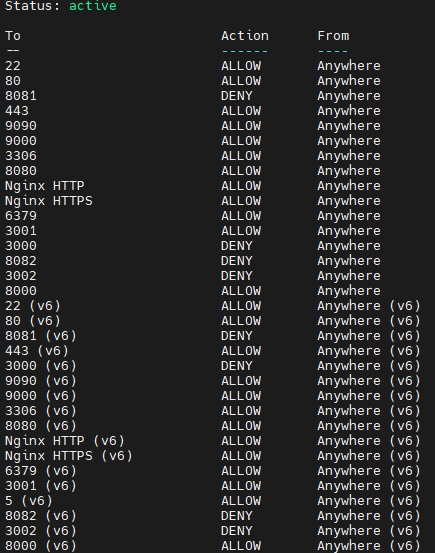 Status: active
To Action From
-- ------ ----
22 ALLOW Anywhere
80 ALLOW Anywhere
8081 DENY Anywhere
443 ALLOW Anywhere
9090 ALLOW Anywhere
9000 ALLOW Anywhere
3306 ALLOW Anywhere
8080 ALLOW Anywhere
Nginx HTTP ALLOW Anywhere
Nginx HTTPS ALLOW Anywhere
6379 ALLOW Anywhere
3001 ALLOW Anywhere
3000 DENY Anywhere
8082 DENY Anywhere
3002 DENY Anywhere
8000 ALLOW Anywhere
22 (v6) ALLOW Anywhere (v6)
80 (v6) ALLOW Anywhere (v6)
8081 (v6) DENY Anywhere (v6)
443 (v6) ALLOW Anywhere (v6)
3000 (v6) DENY Anywhere (v6)
9090 (v6) ALLOW Anywhere (v6)
9000 (v6) ALLOW Anywhere (v6)
3306 (v6) ALLOW Anywhere (v6)
8080 (v6) ALLOW Anywhere (v6)
Nginx HTTP (v6) ALLOW Anywhere (v6)
Nginx HTTPS (v6) ALLOW Anywhere (v6)
6379 (v6) ALLOW Anywhere (v6)
3001 (v6) ALLOW Anywhere (v6)
5 (v6) ALLOW Anywhere (v6)
8082 (v6) DENY Anywhere (v6)
3002 (v6) DENY Anywhere (v6)
8000 (v6) ALLOW Anywhere (v6)